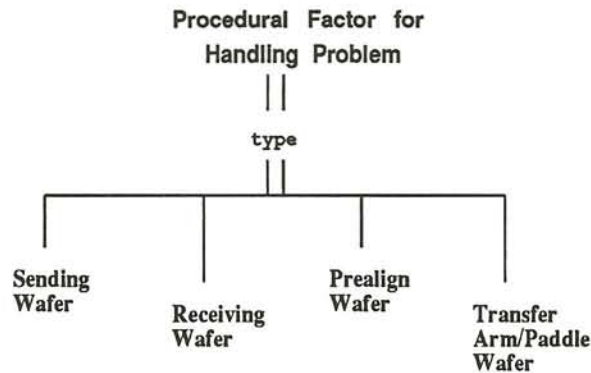 Procedural Factor for
Handling Problem
type
Sending
Wafer
Receiving
Wafer
Prealign
Wafer
Transfer
Arm/Paddle
Wafer